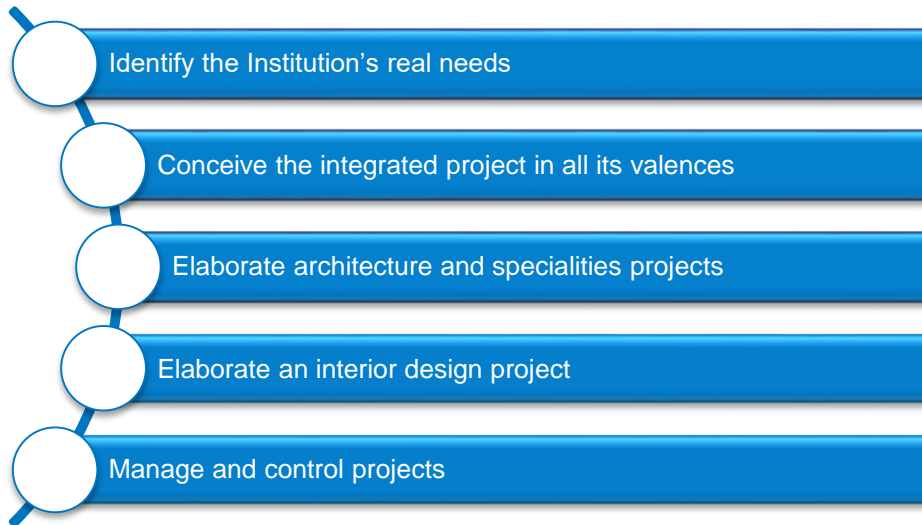 Identify the Institution's real needs
Conceive the integrated project in all its valences
Elaborate architecture and specialities projects
Elaborate an interior design project
Manage and control projects